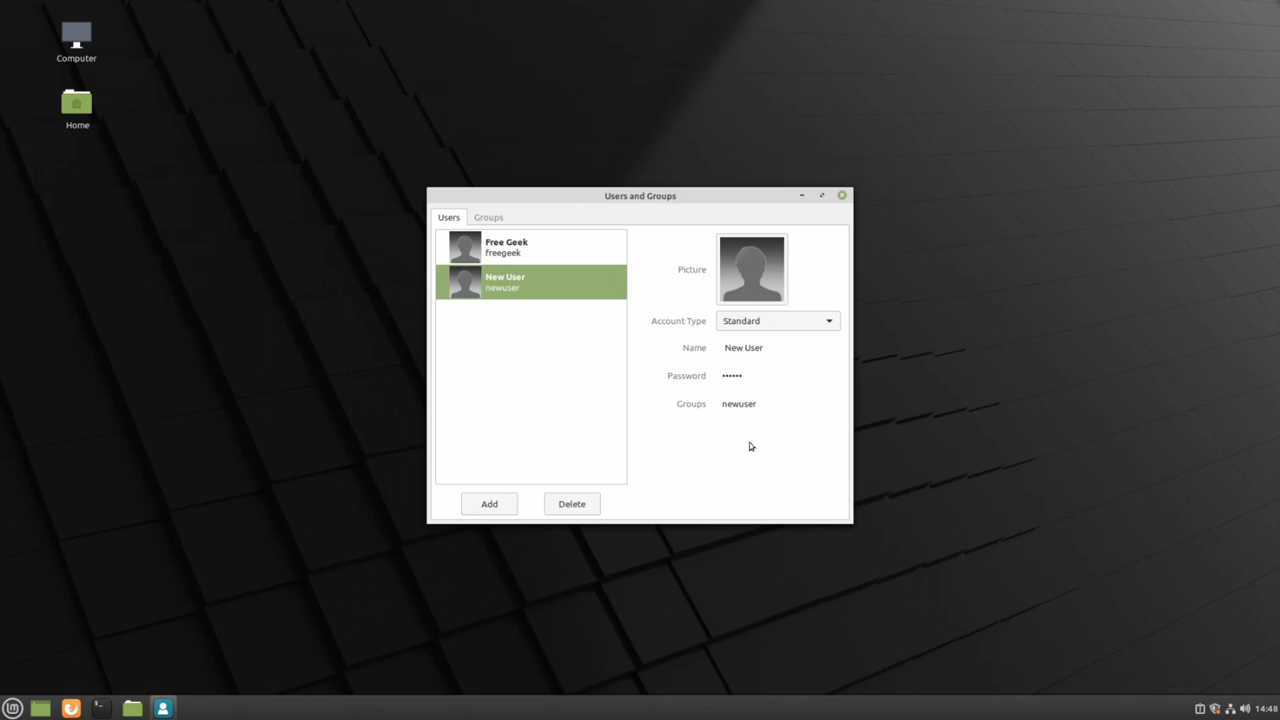 Computer
Home
Users and Groups
Users Groups
Free Geek
freegeek
New User
newuser
Picture
Account Type Standard
Name New User
Password ••••••
Groups newuser
Add Delete
14:48